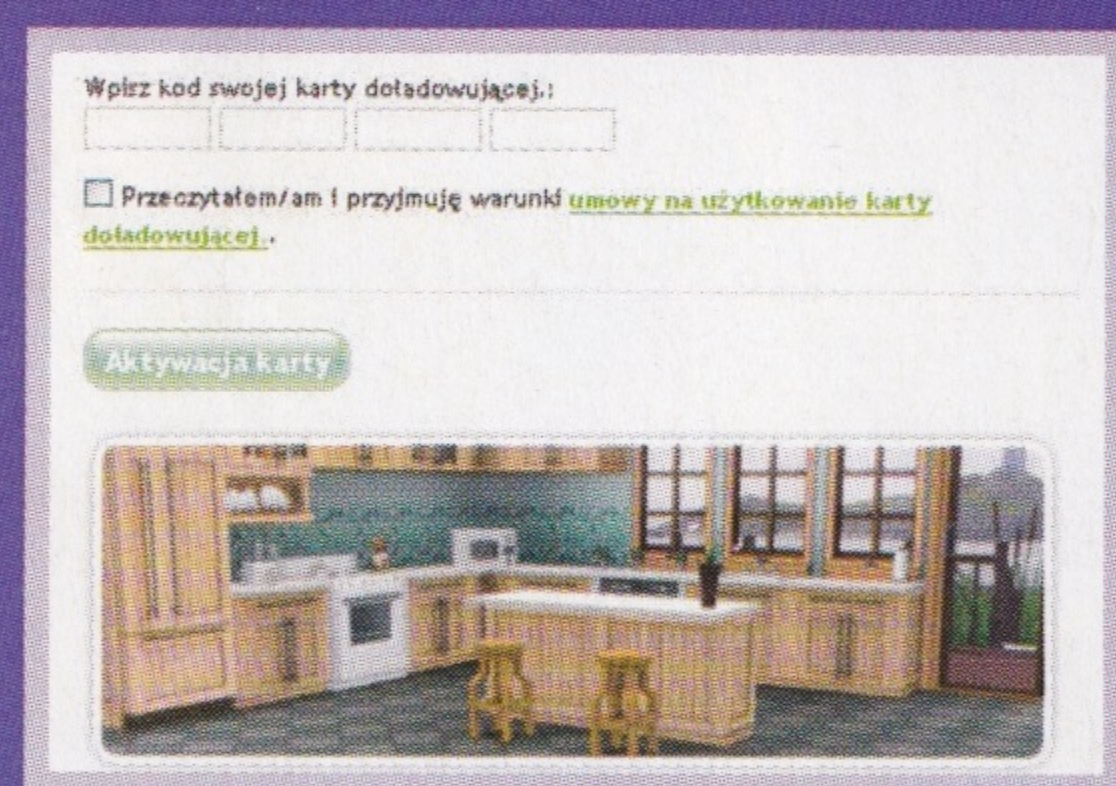 Wpisz kod swojej karty doładowującej.:
Przeczytałem/am i przyjmuję warunki umowy na użytkowanie karty
doładowującej .
Aktywacja karty